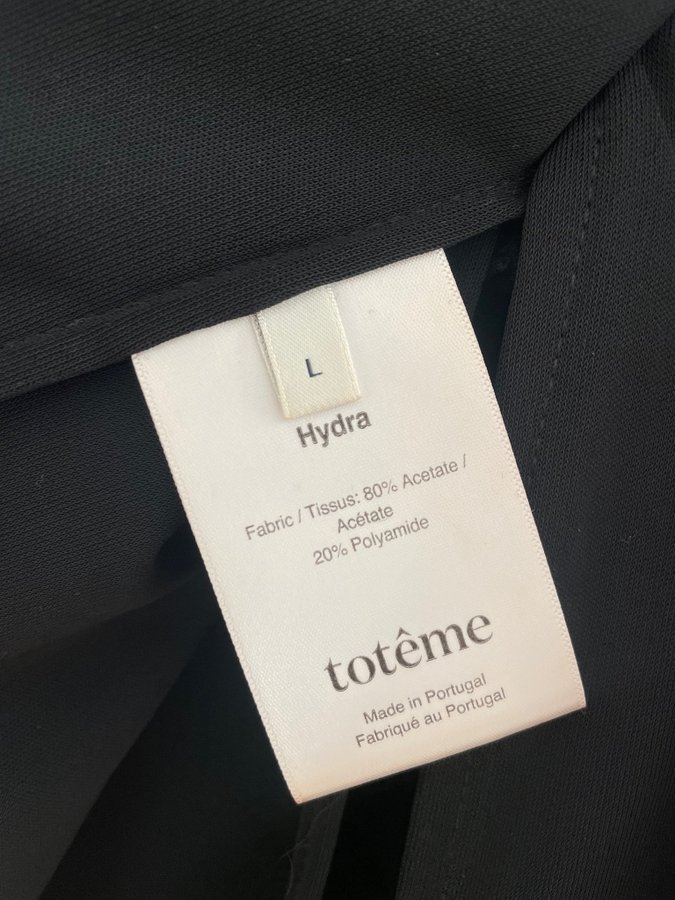 L
Hydra
Fabric / Tissus: 80% Acetate /
Acétate
20% Polyamide
totême
Made in Portugal
Fabriqué au Portugal